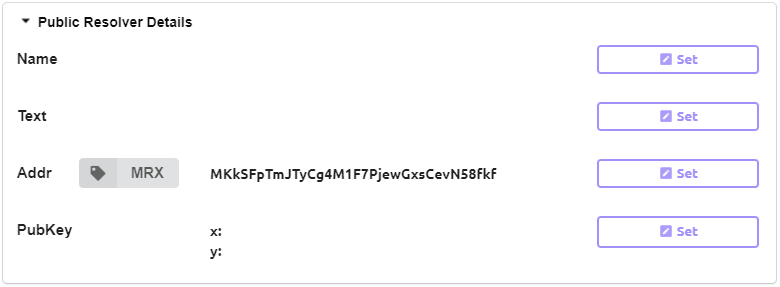 Public Resolver Details
Name Set
Text Set
Addr MRX MKkSFpTmJTyCg4M1F7PjewGxsCevN58fkf Set
PubKey x: Set
y: